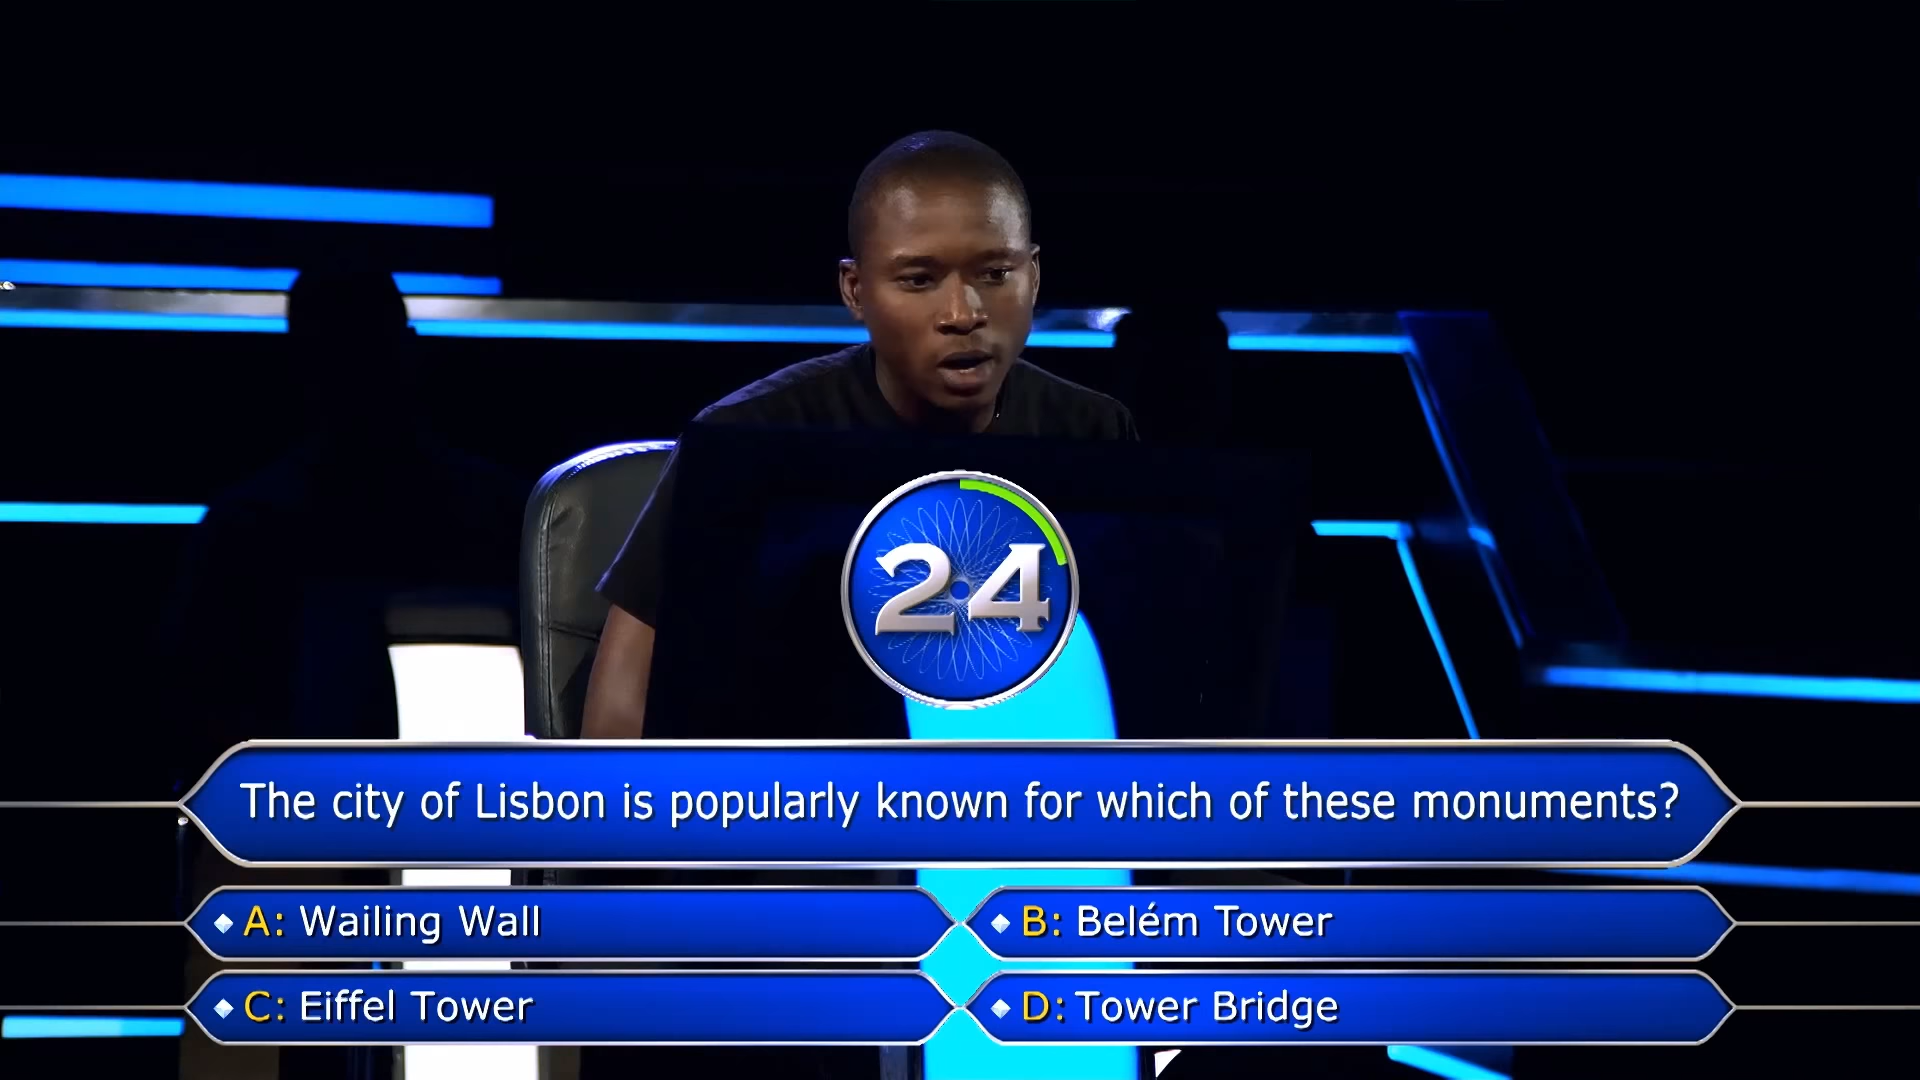 24
The city of Lisbon is popularly known for which of these monuments?
A: Wailing Wall
B: Belém Tower
C: Eiffel Tower
D: Tower Bridge